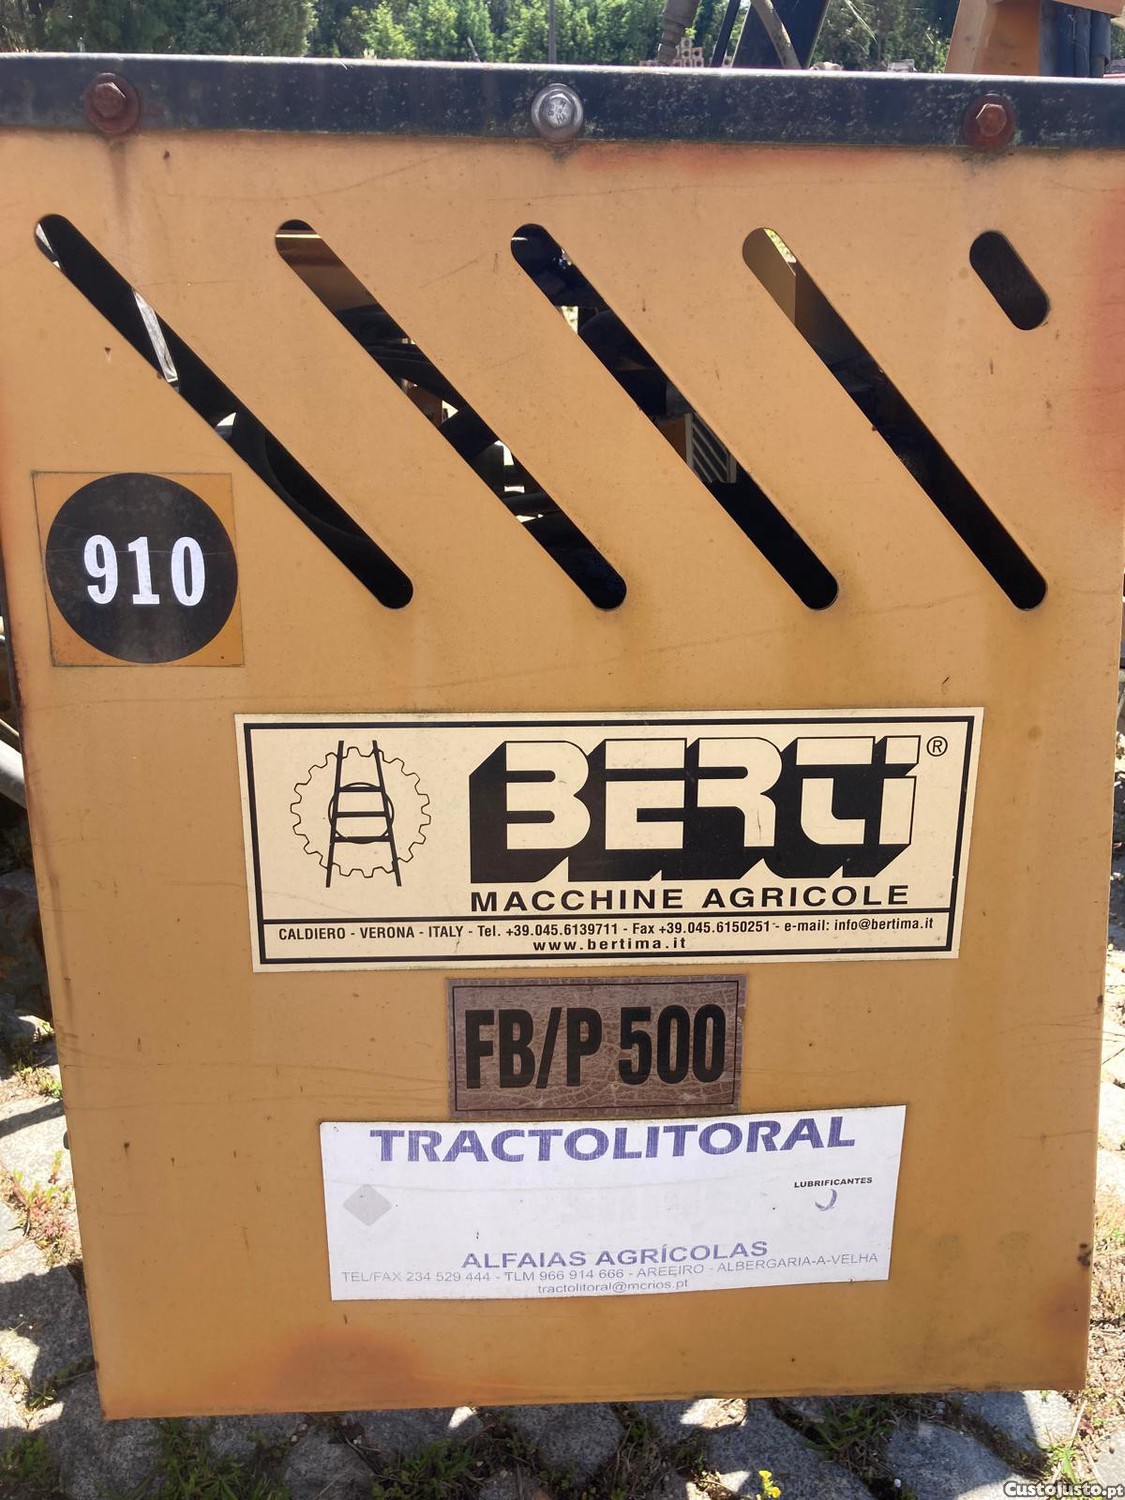 910
BERTI®
MACCHINE AGRICOLE
CALDIERO - VERONA - ITALY - Tel. +39.045.6139711 - Fax +39.045.6150251 - e-mail: info@bertima.it
www.bertima.it
FB/P 500
TRACTOLITORAL
LUBRIFICANTES
ALFAIAS AGRÍCOLAS
TEL/FAX 234 529 444 - TLM 966 914 666 - AREEIRO - ALBERGARIA-A-VELHA
tractolitoral@mcrios.pt
CustoJusto.pt